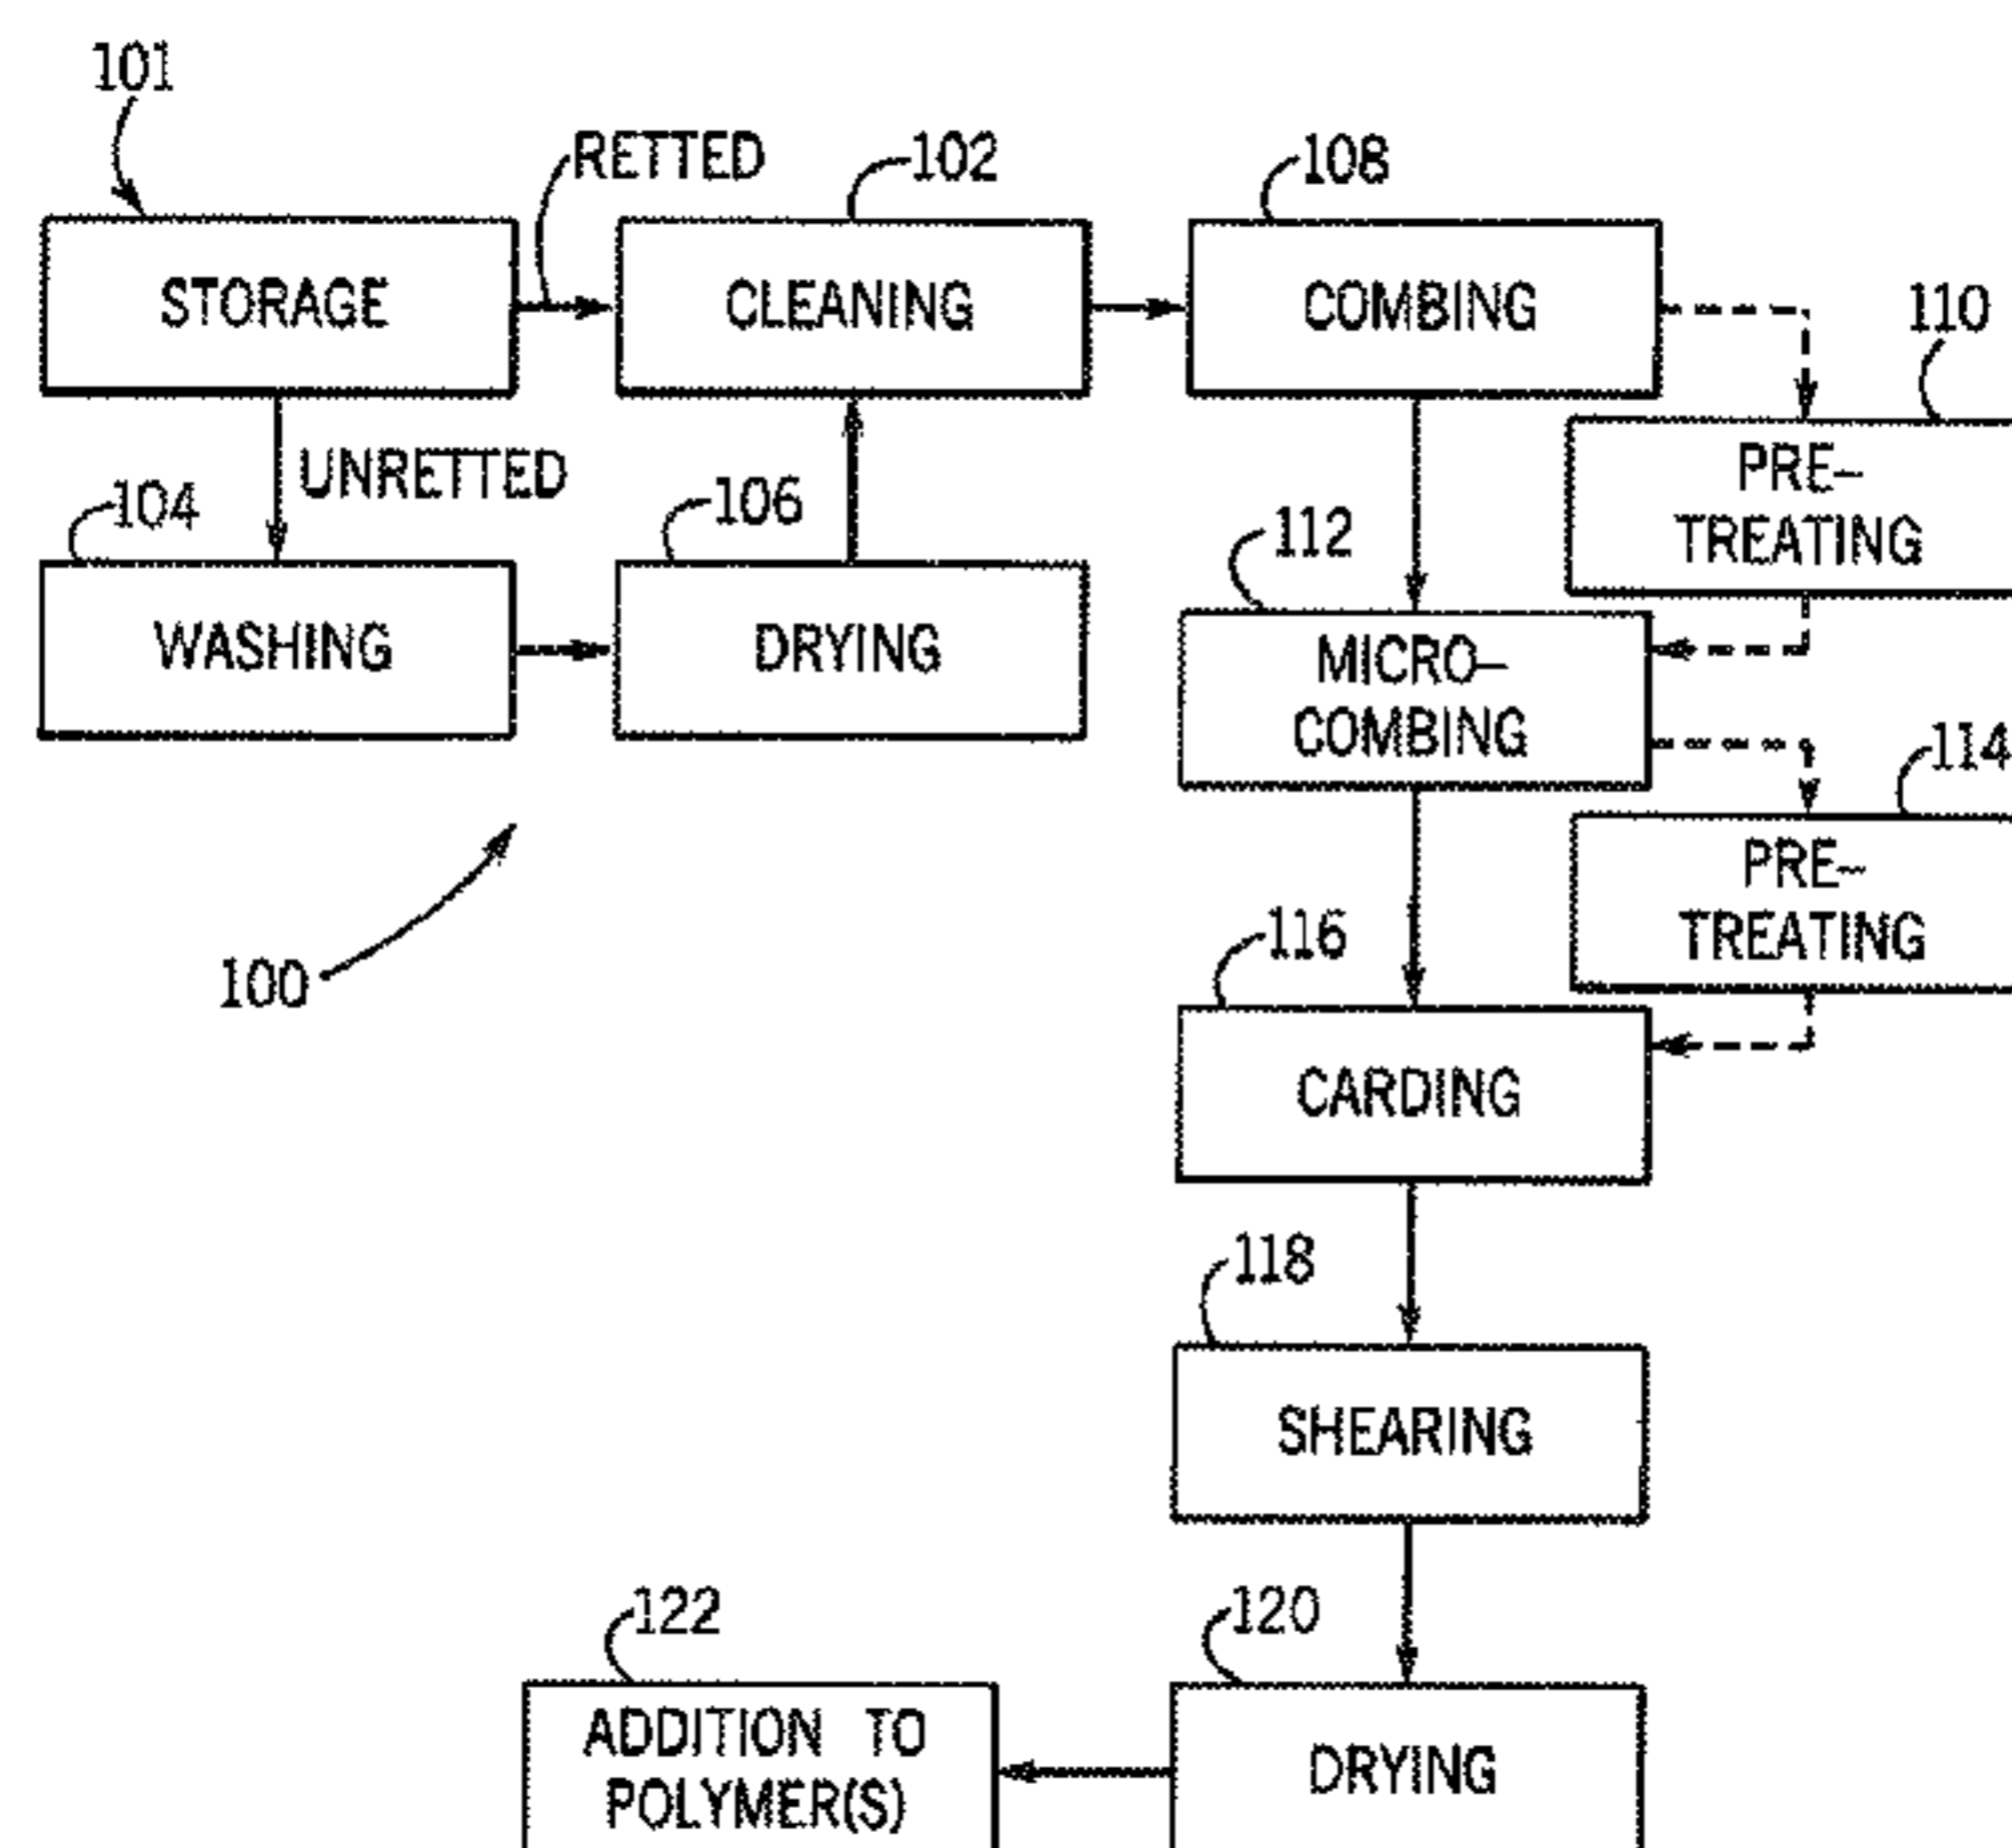 101
RETTED
102
108
STORAGE
CLEANING
COMBING
110
UNRETTED
PRE-
TREATING
104
106
112
WASHING
DRYING
MICRO-
COMBING
114
PRE-
TREATING
100
116
CARDING
118
SHEARING
122
120
ADDITION TO
POLYMER(S)
DRYING